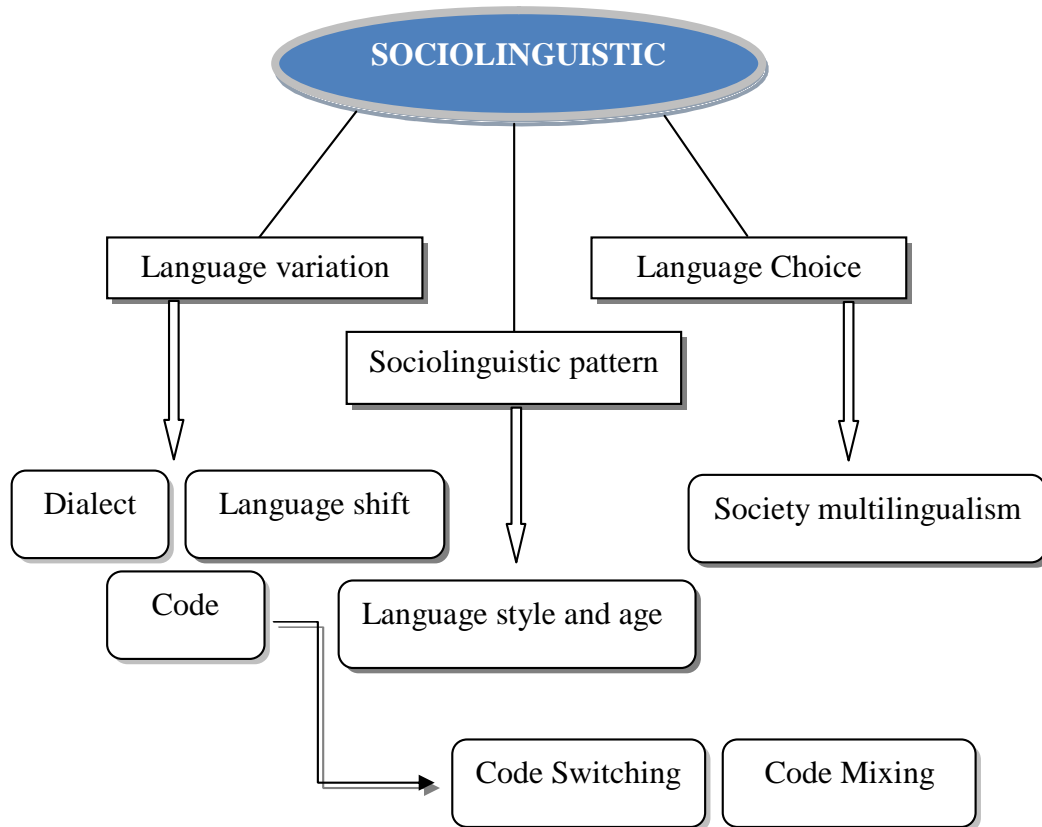 SOCIOLINGUISTIC
Language variation
Language Choice
Sociolinguistic pattern
Dialect
Language shift
Society multilingualism
Code
Language style and age
Code Switching
Code Mixing